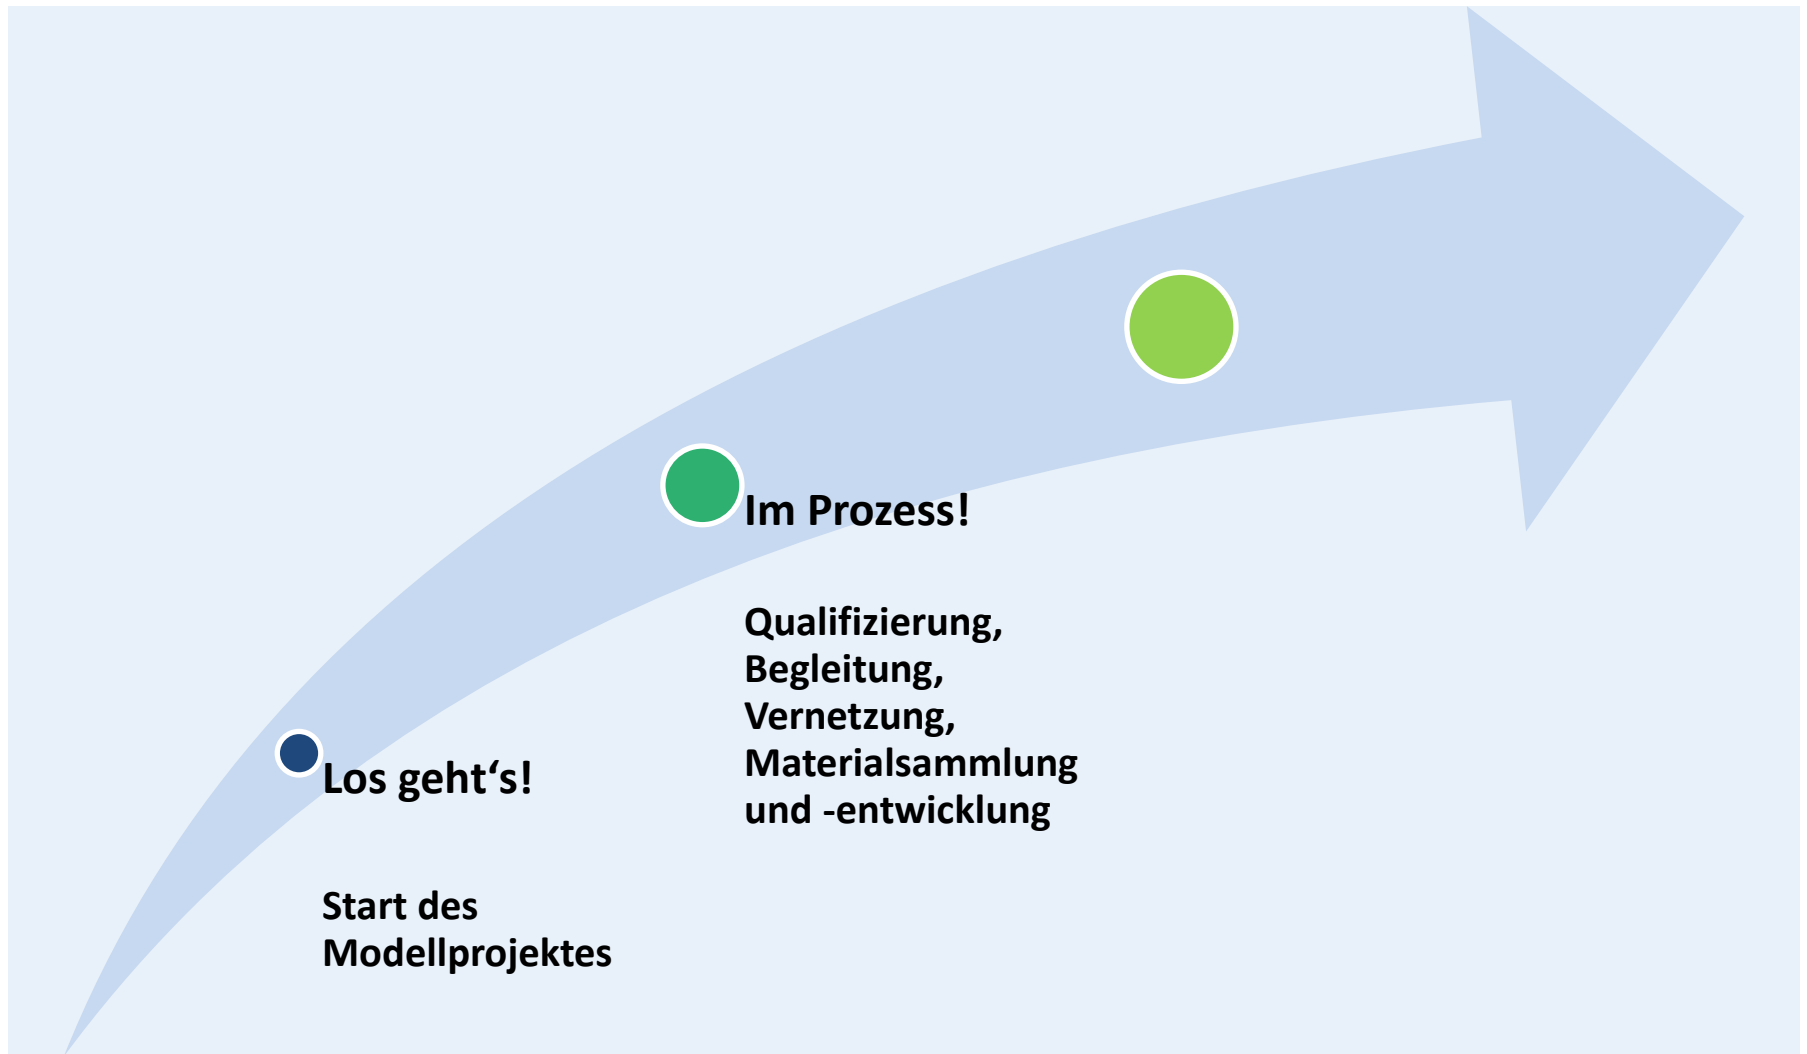 Los geht‘s!
Start des
Modellprojektes
Im Prozess!
Qualifizierung,
Begleitung,
Vernetzung,
Materialsammlung
und -entwicklung